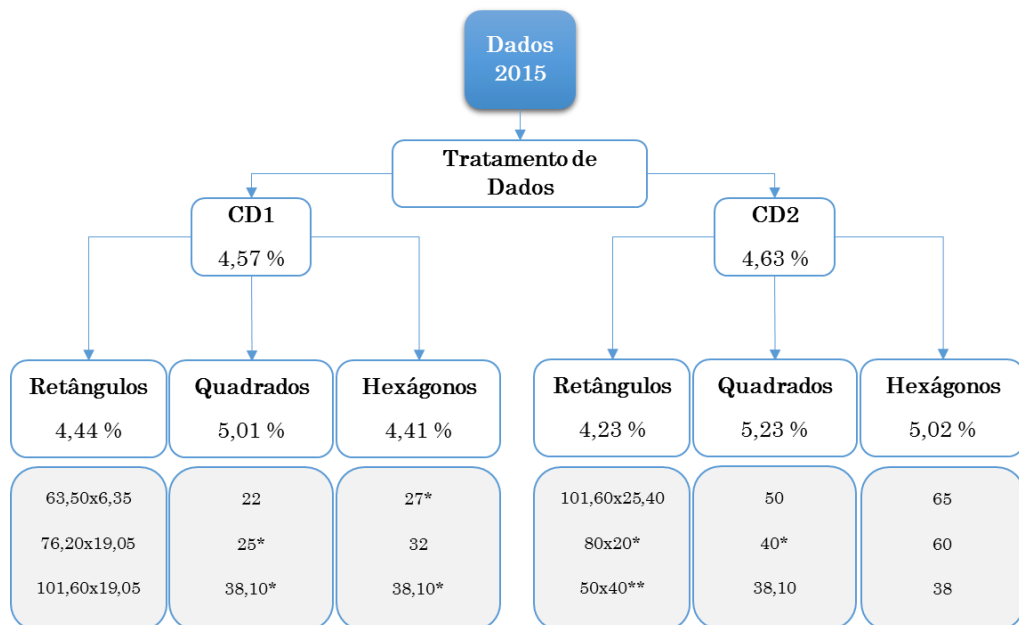 Dados
2015
Tratamento de
Dados
CD1
4,57 %
CD2
4,63 %
Retângulos
4,44 %
Quadrados
5,01 %
Hexágonos
4,41 %
Retângulos
4,23 %
Quadrados
5,23 %
Hexágonos
5,02 %
63,50x6,35
76,20x19,05
101,60x19,05
22
25*
38,10*
27*
32
38,10*
101,60x25,40
80x20*
50x40**
50
40*
38,10
65
60
38